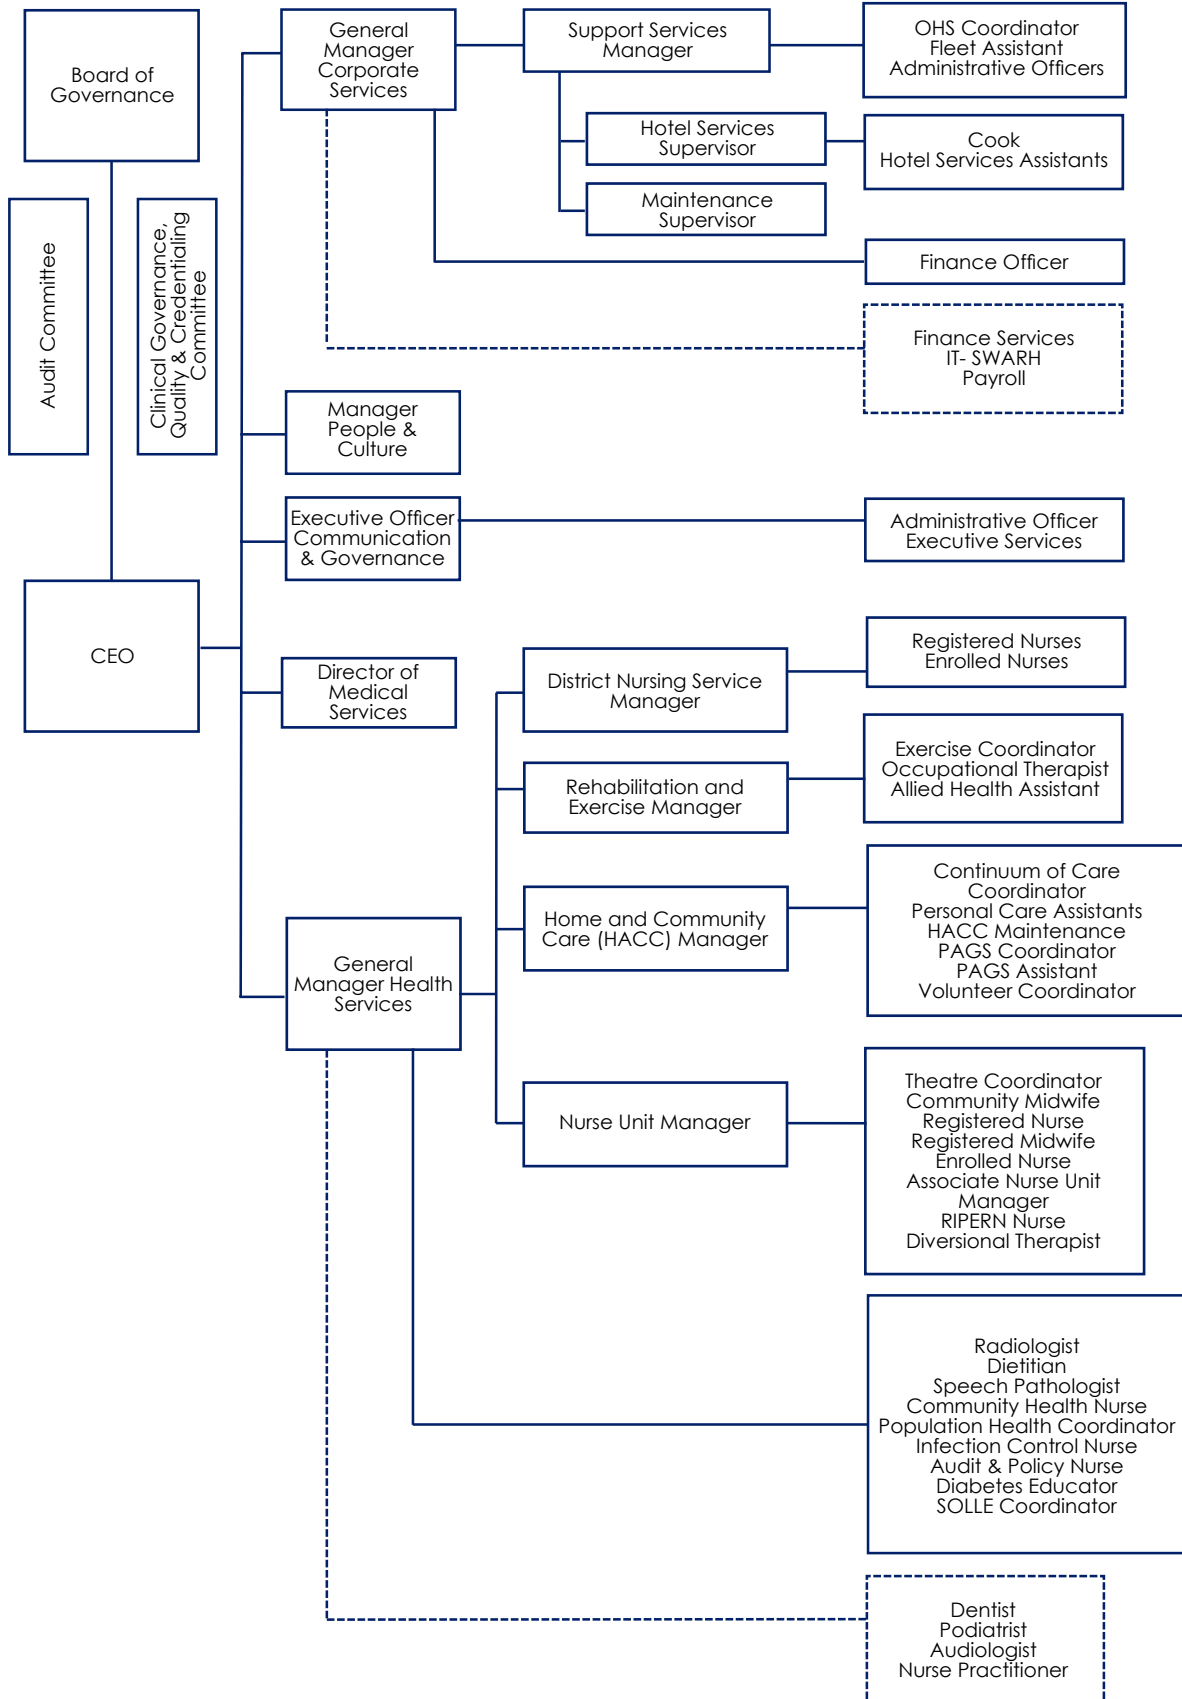 Board of
Governance
Audit Committee
Clinical Governance,
Quality & Credentialing
Committee
CEO
General
Manager
Corporate
Services
Support Services
Manager
OHS Coordinator
Fleet Assistant
Administrative Officers
Hotel Services
Supervisor
Cook
Hotel Services Assistants
Maintenance
Supervisor
Finance Officer
Finance Services
IT- SWARH
Payroll
Manager
People &
Culture
Executive Officer
Communication
& Governance
Administrative Officer
Executive Services
Director of
Medical
Services
General
Manager Health
Services
District Nursing Service
Manager
Registered Nurses
Enrolled Nurses
Rehabilitation and
Exercise Manager
Exercise Coordinator
Occupational Therapist
Allied Health Assistant
Home and Community
Care (HACC) Manager
Continuum of Care
Coordinator
Personal Care Assistants
HACC Maintenance
PAGS Coordinator
PAGS Assistant
Volunteer Coordinator
Nurse Unit Manager
Theatre Coordinator
Community Midwife
Registered Nurse
Registered Midwife
Enrolled Nurse
Associate Nurse Unit
Manager
RIPERN Nurse
Diversional Therapist
Radiologist
Dietitian
Speech Pathologist
Community Health Nurse
Population Health Coordinator
Infection Control Nurse
Audit & Policy Nurse
Diabetes Educator
SOLLE Coordinator
Dentist
Podiatrist
Audiologist
Nurse Practitioner